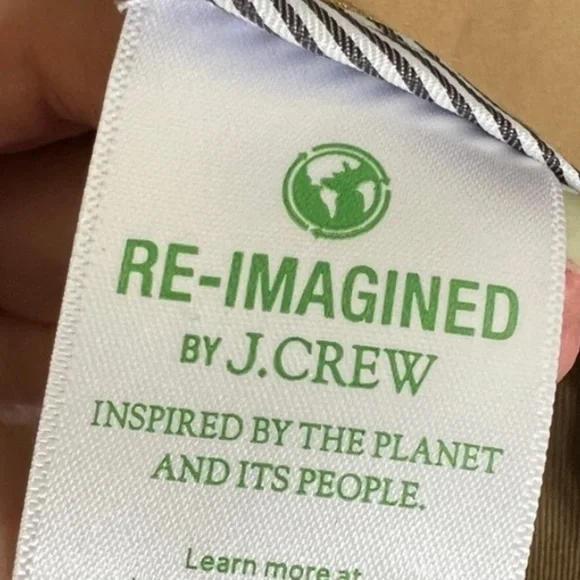 RE-IMAGINED
BY J.CREW
INSPIRED BY THE PLANET
AND ITS PEOPLE.
Learn more at